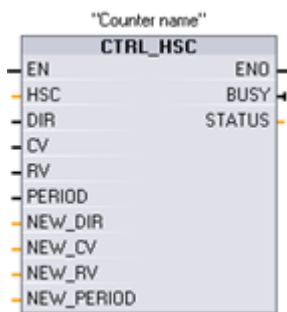 "Counter name"
CTRL_HSC
EN ENO
HSC BUSY
DIR STATUS
CV
RV
PERIOD
NEW_DIR
NEW_CV
NEW_RV
NEW_PERIOD